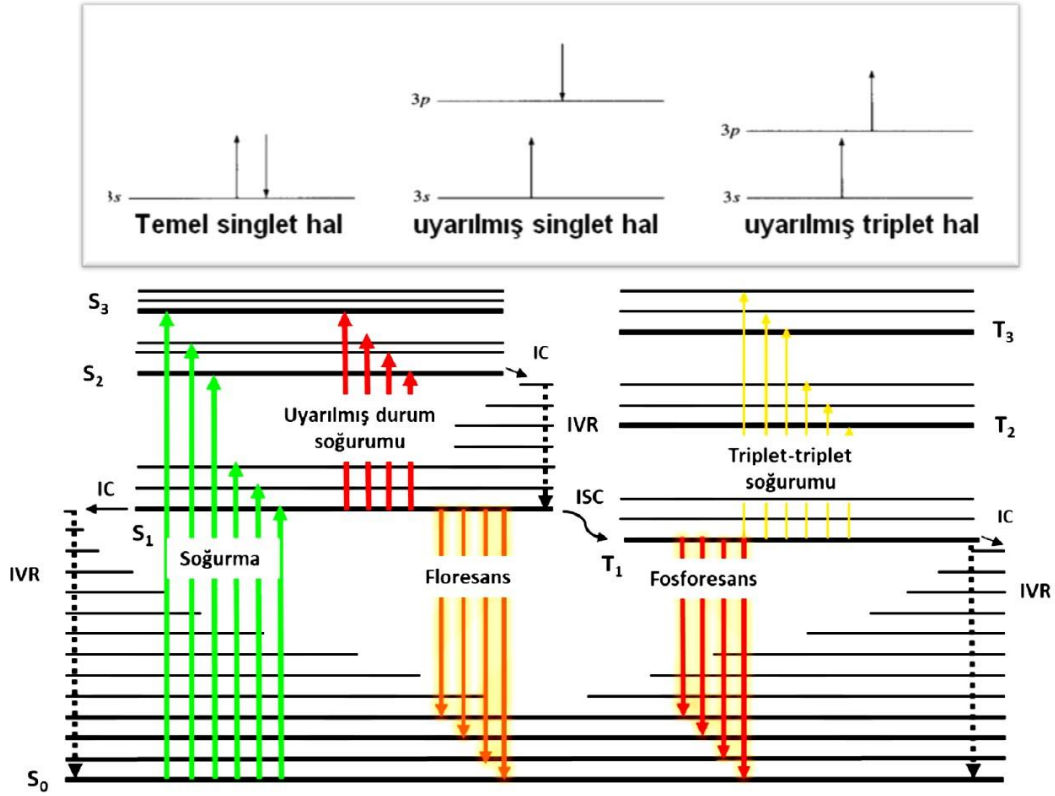 3p
3p
3s
3s
3s
Temel singlet hal
uyarılmış singlet hal
uyarılmış triplet hal
S3
T3
IC
S2
Uyarılmış durum
soğurumu
IVR
T2
Triplet-triplet
soğurumu
IC
ISC
IC
S1
Soğurma
T1
IVR
Floresans
Fosforesans
IVR
S0